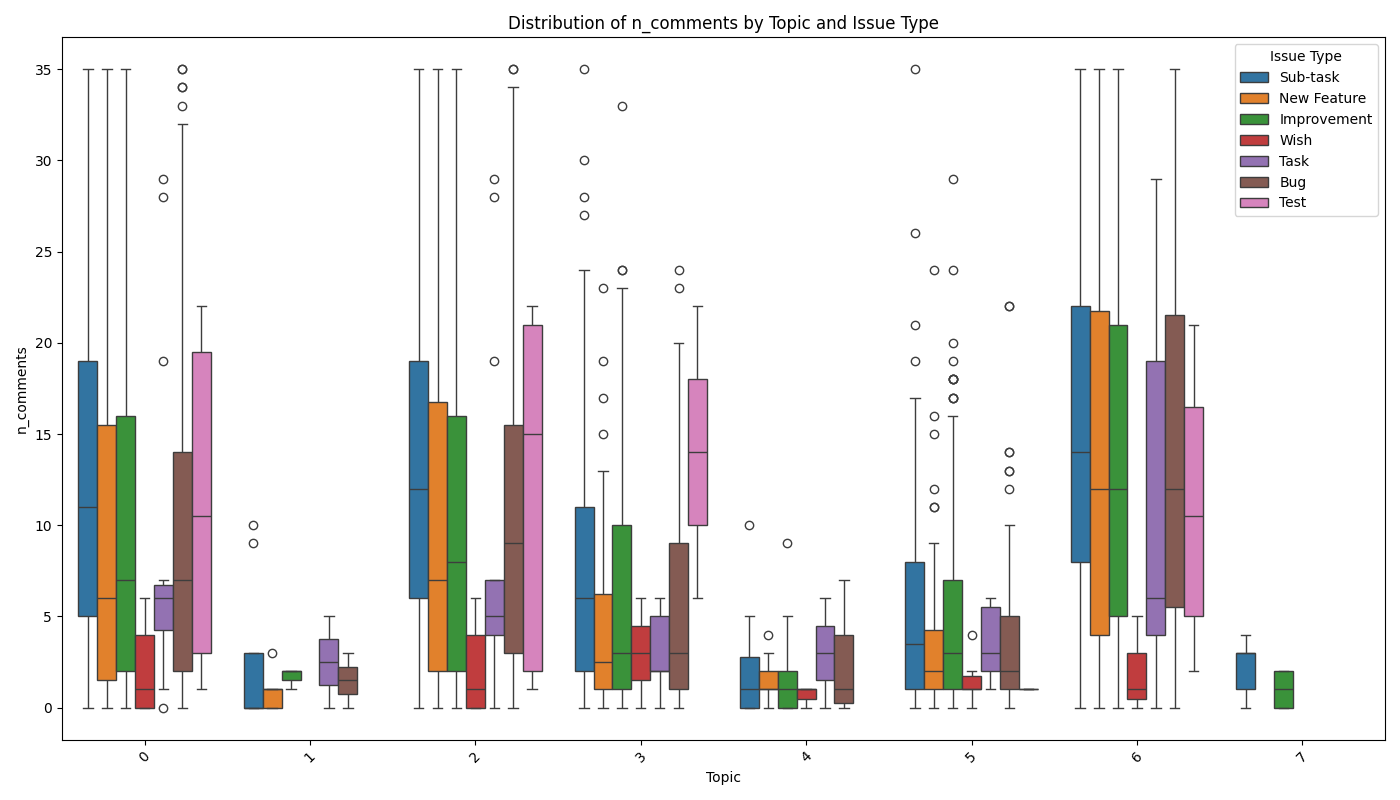 Distribution of n_comments by Topic and Issue Type
Issue Type
Sub-task
New Feature
Improvement
Wish
Task
Bug
Test
n_comments
35
30
25
20
15
10
5
0
0 1 2 3 4 5 6 7
Topic